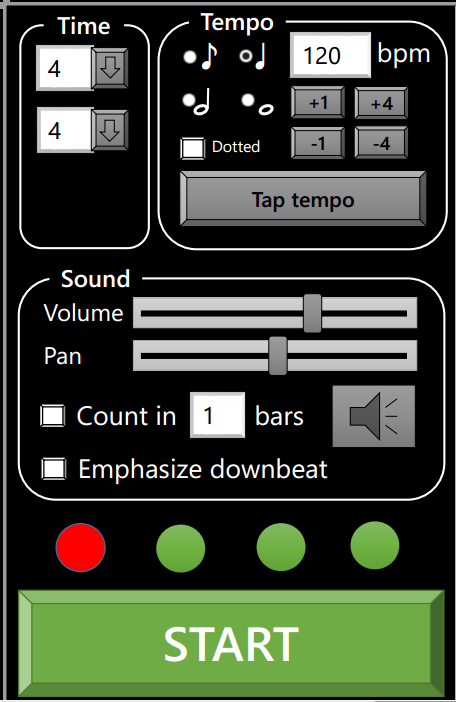 Time
4
4
Tempo
120 bpm
+1 +4
-1 -4
Dotted
Tap tempo
Sound
Volume
Pan
Count in 1 bars
Emphasize downbeat
START